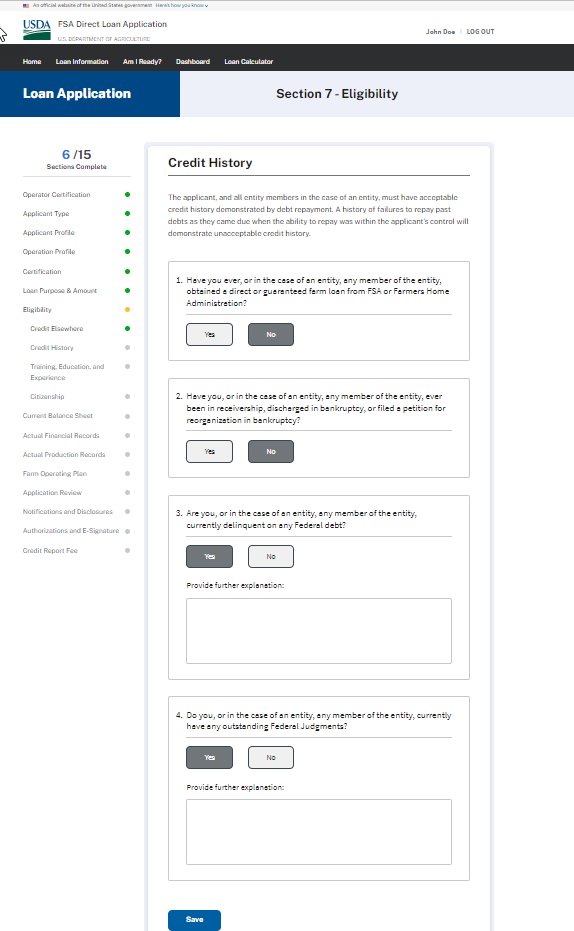 An official website of the United States government Here's how you know
USDA FSA Direct Loan Application
U.S. DEPARTMENT OF AGRICULTURE
John Doe | LOG OUT
Home Loan Information Am I Ready? Dashboard Loan Calculator
Loan Application
Section 7 - Eligibility
6 /15
Sections Complete
Operator Certification
Applicant Type
Applicant Profile
Operation Profile
Certification
Loan Purpose & Amount
Eligibility
Credit Elsewhere
Credit History
Training, Education, and
Experience
Citizenship
Current Balance Sheet
Actual Financial Records
Actual Production Records
Farm Operating Plan
Application Review
Notifications and Disclosures
Authorizations and E-Signature
Credit Report Fee
Credit History
The applicant, and all entity members in the case of an entity, must have acceptable
credit history demonstrated by debt repayment. A history of failures to repay past
debts as they came due when the ability to repay was within the applicant's control will
demonstrate unacceptable credit history.
1. Have you ever, or in the case of an entity, any member of the entity,
obtained a direct or guaranteed farm loan from FSA or Farmers Home
Administration?
Yes No
2. Have you, or in the case of an entity, any member of the entity, ever
been in receivership, discharged in bankruptcy, or filed a petition for
reorganization in bankruptcy?
Yes No
3. Are you, or in the case of an entity, any member of the entity,
currently delinquent on any Federal debt?
Yes No
Provide further explanation:
4. Do you, or in the case of an entity, any member of the entity, currently
have any outstanding Federal Judgments?
Yes No
Provide further explanation:
Save